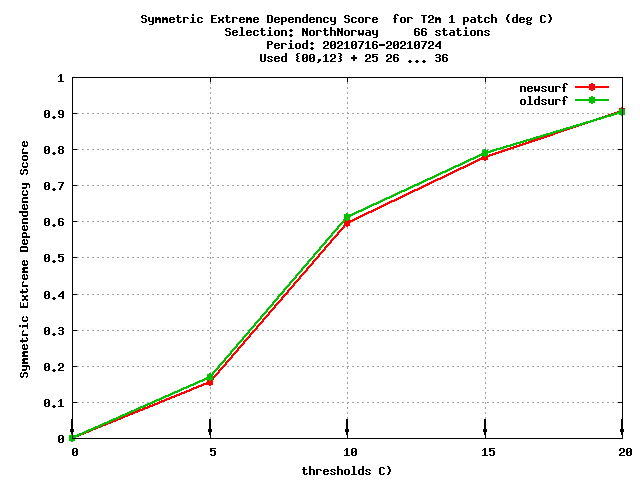 Symmetric Extreme Dependency Score  for T2m 1 patch (deg C)
Selection: NorthNorway     66 stations
Period: 20210716-20210724
Used {00,12} + 25 26 ... 36
newsurf
oldsurf
1
0.9
0.8
0.7
0.6
0.5
0.4
0.3
0.2
0.1
0
Symmetric Extreme Dependency Score
0 5 10 15 20
thresholds C)